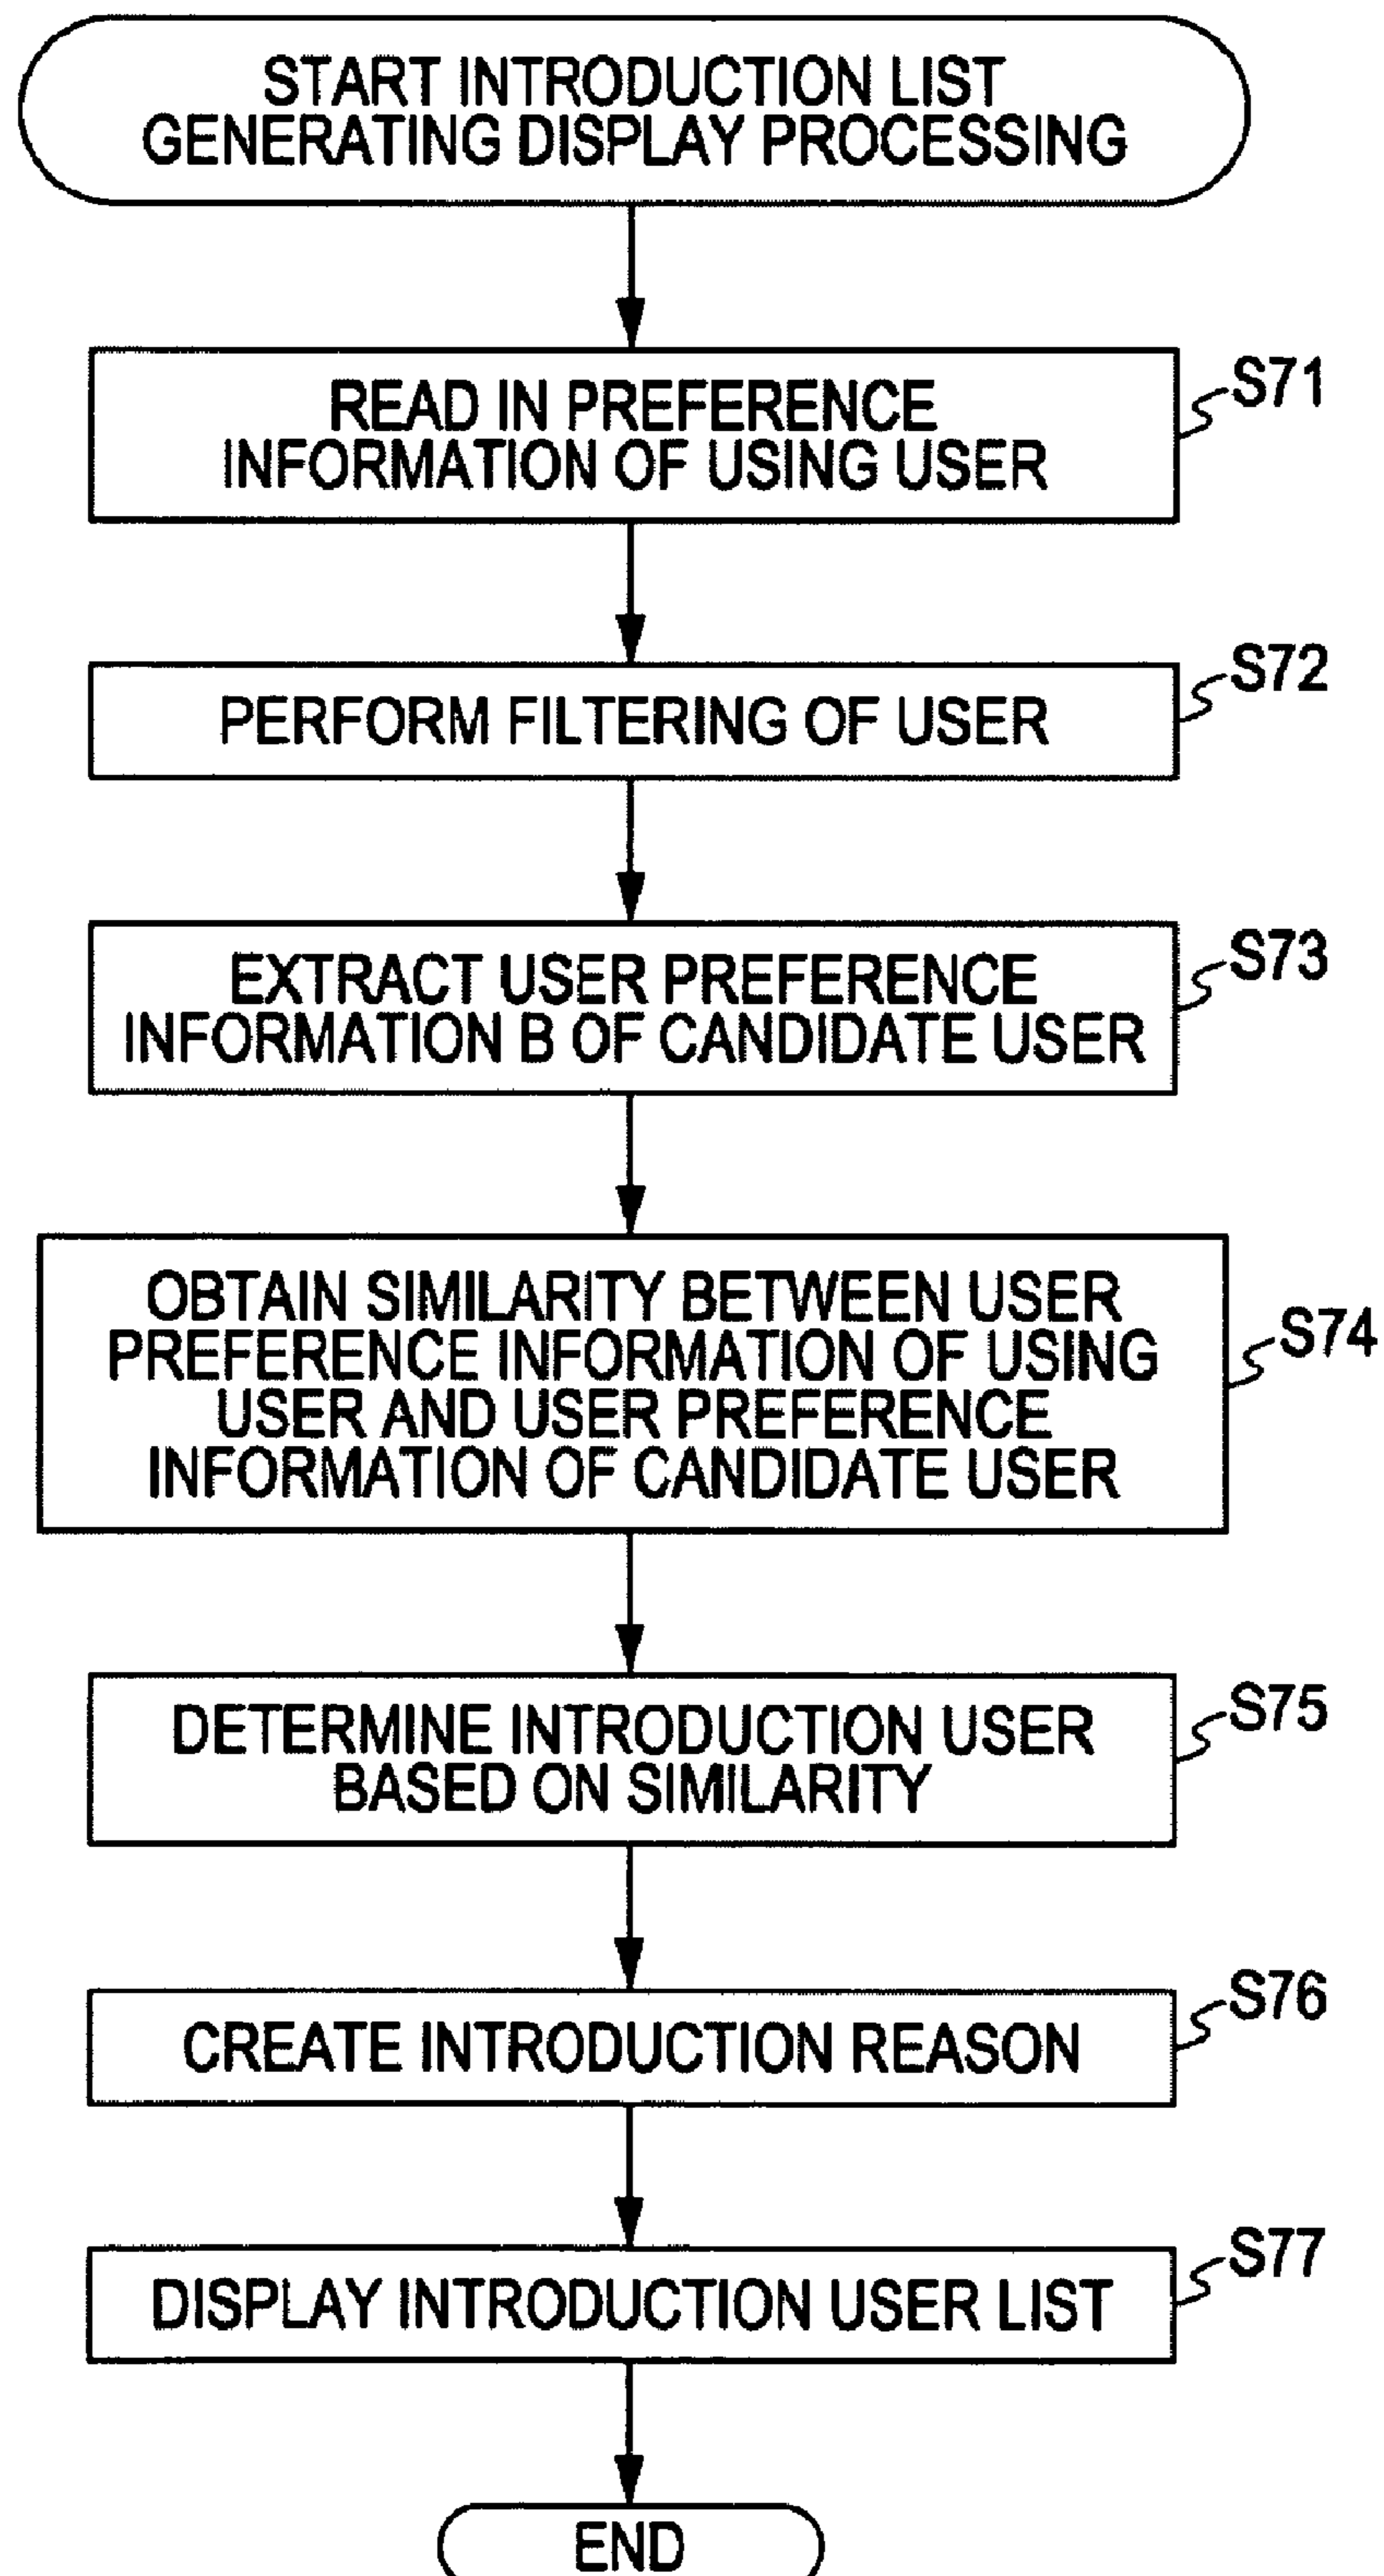 START INTRODUCTION LIST
GENERATING DISPLAY PROCESSING
READ IN PREFERENCE
INFORMATION OF USING USER
S71
PERFORM FILTERING OF USER
S72
EXTRACT USER PREFERENCE
INFORMATION B OF CANDIDATE USER
S73
OBTAIN SIMILARITY BETWEEN USER
PREFERENCE INFORMATION OF USING
USER AND USER PREFERENCE
INFORMATION OF CANDIDATE USER
S74
DETERMINE INTRODUCTION USER
BASED ON SIMILARITY
S75
CREATE INTRODUCTION REASON
S76
DISPLAY INTRODUCTION USER LIST
S77
END